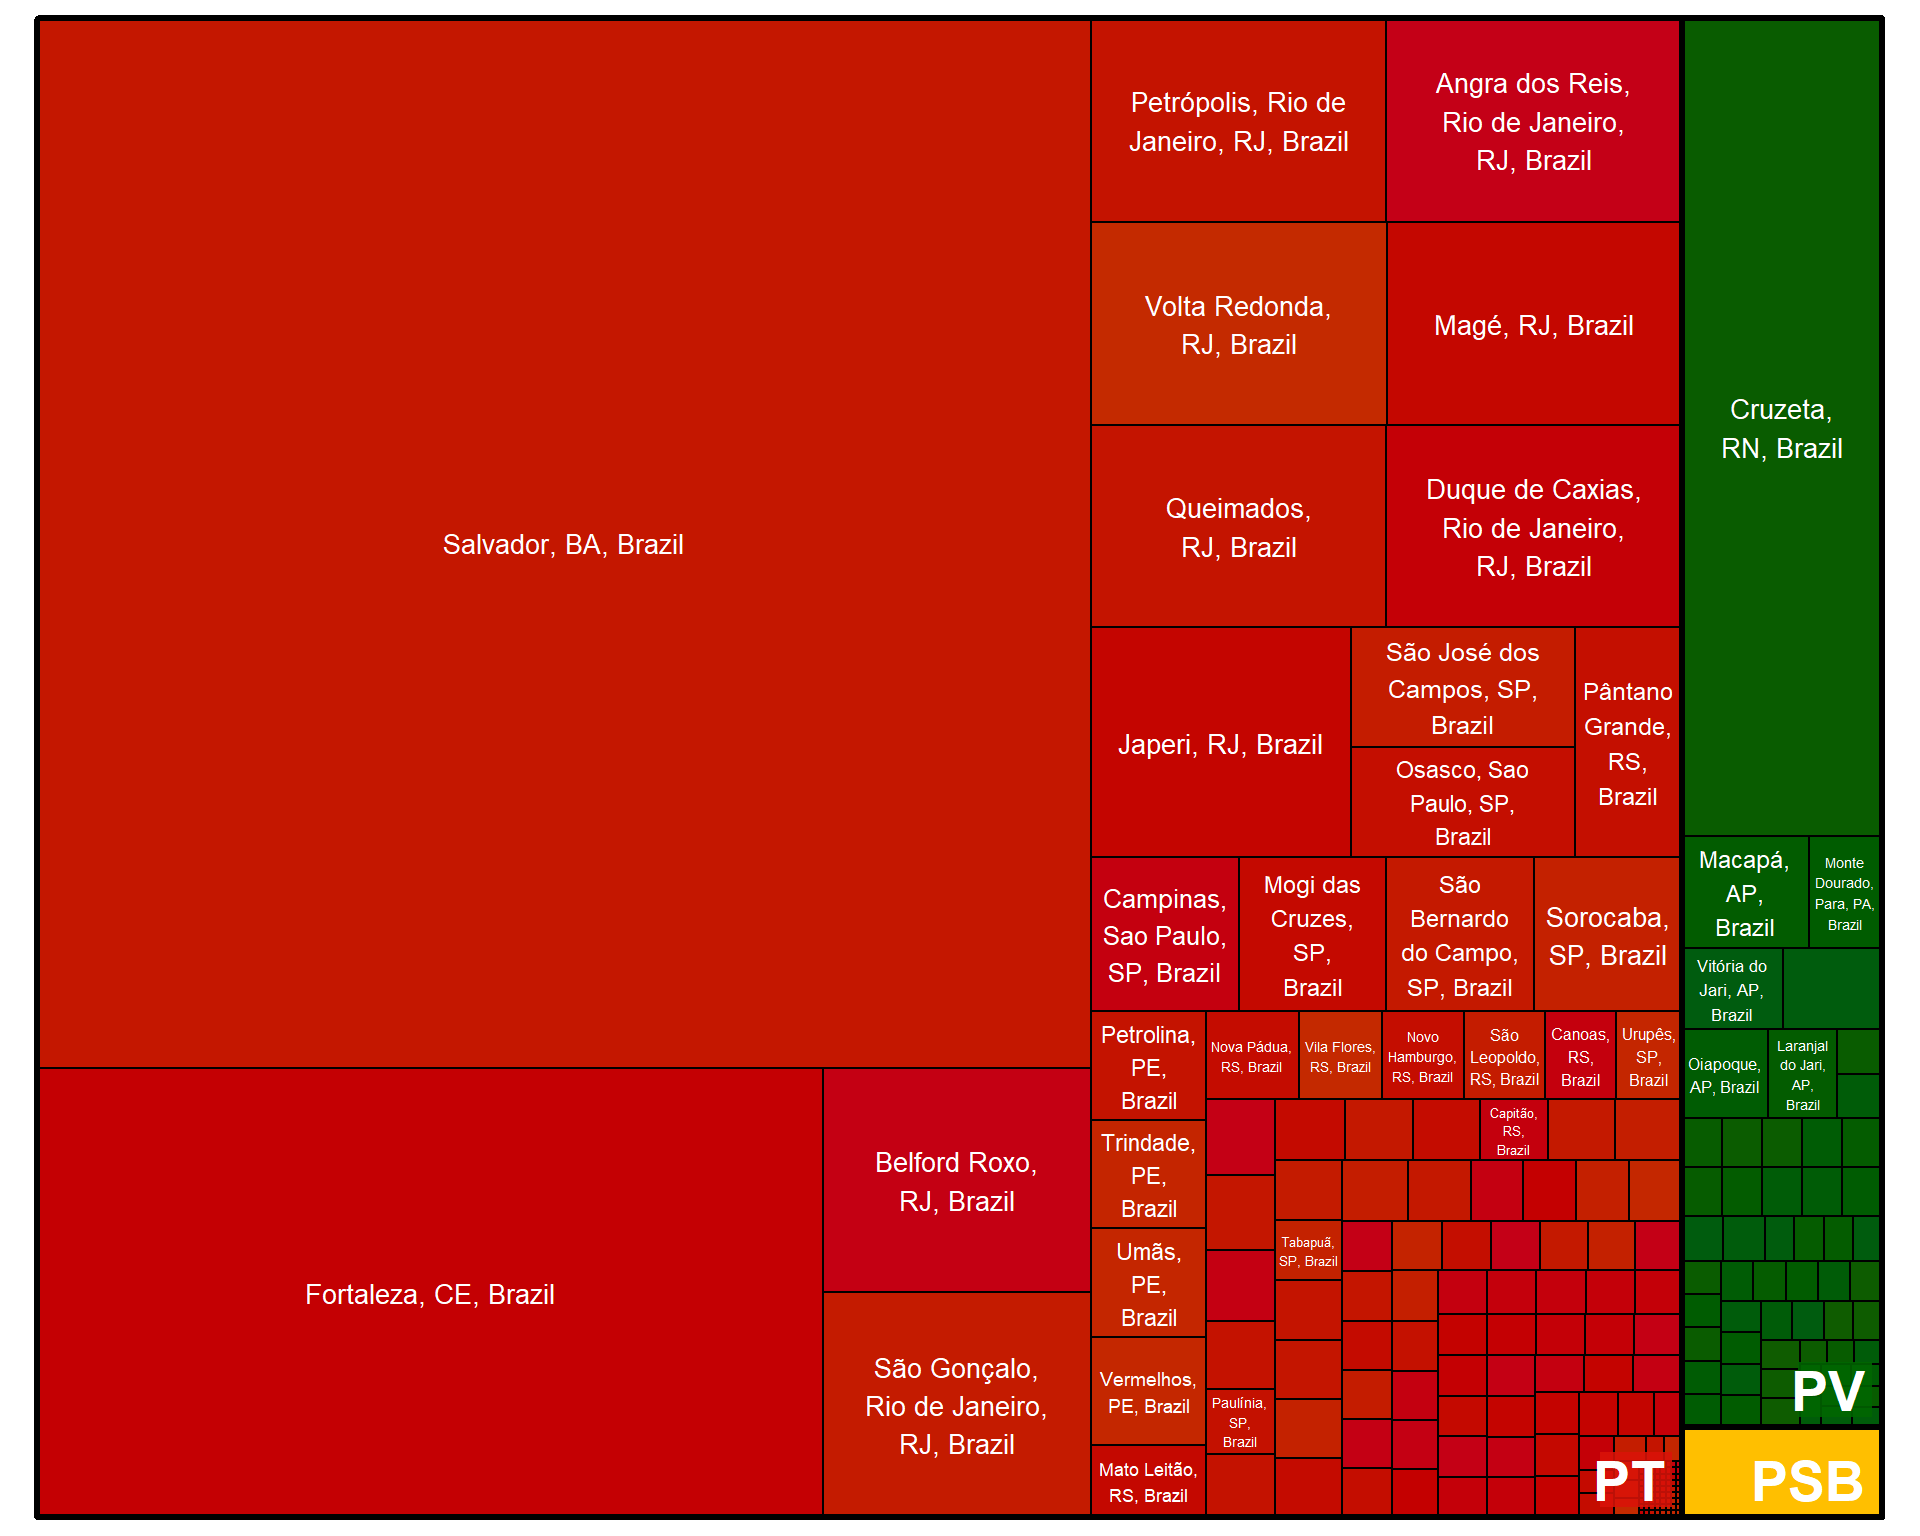 Salvador, BA, Brazil
Fortaleza, CE, Brazil
Belford Roxo,
RJ, Brazil
São Gonçalo,
Rio de Janeiro,
RJ, Brazil
Petrópolis, Rio de
Janeiro, RJ, Brazil
Angra dos Reis,
Rio de Janeiro,
RJ, Brazil
Volta Redonda,
RJ, Brazil
Magé, RJ, Brazil
Queimados,
RJ, Brazil
Duque de Caxias,
Rio de Janeiro,
RJ, Brazil
Japeri, RJ, Brazil
São José dos
Campos, SP,
Brazil
Osasco, Sao
Paulo, SP,
Brazil
Pântano
Grande,
RS,
Brazil
Campinas,
Sao Paulo,
SP, Brazil
Mogi das
Cruzes,
SP,
Brazil
São
Bernardo
do Campo,
SP, Brazil
Sorocaba,
SP, Brazil
Petrolina,
PE,
Brazil
Trindade,
PE,
Brazil
Umãs,
PE,
Brazil
Vermelhos,
PE, Brazil
Mato Leitão,
RS, Brazil
Nova Pádua,
RS, Brazil
Vila Flores,
RS, Brazil
Novo
Hamburgo,
RS, Brazil
São
Leopoldo,
RS, Brazil
Canoas,
RS,
Brazil
Urupês,
SP,
Brazil
Capitão,
RS,
Brazil
Tabapuã,
SP, Brazil
Paulínia,
SP,
Brazil
PT
Cruzeta,
RN, Brazil
Macapá,
AP,
Brazil
Monte
Dourado,
Para, PA,
Brazil
Vitória do
Jari, AP,
Brazil
Oiapoque,
AP, Brazil
Laranjal
do Jari,
AP,
Brazil
PV
PSB